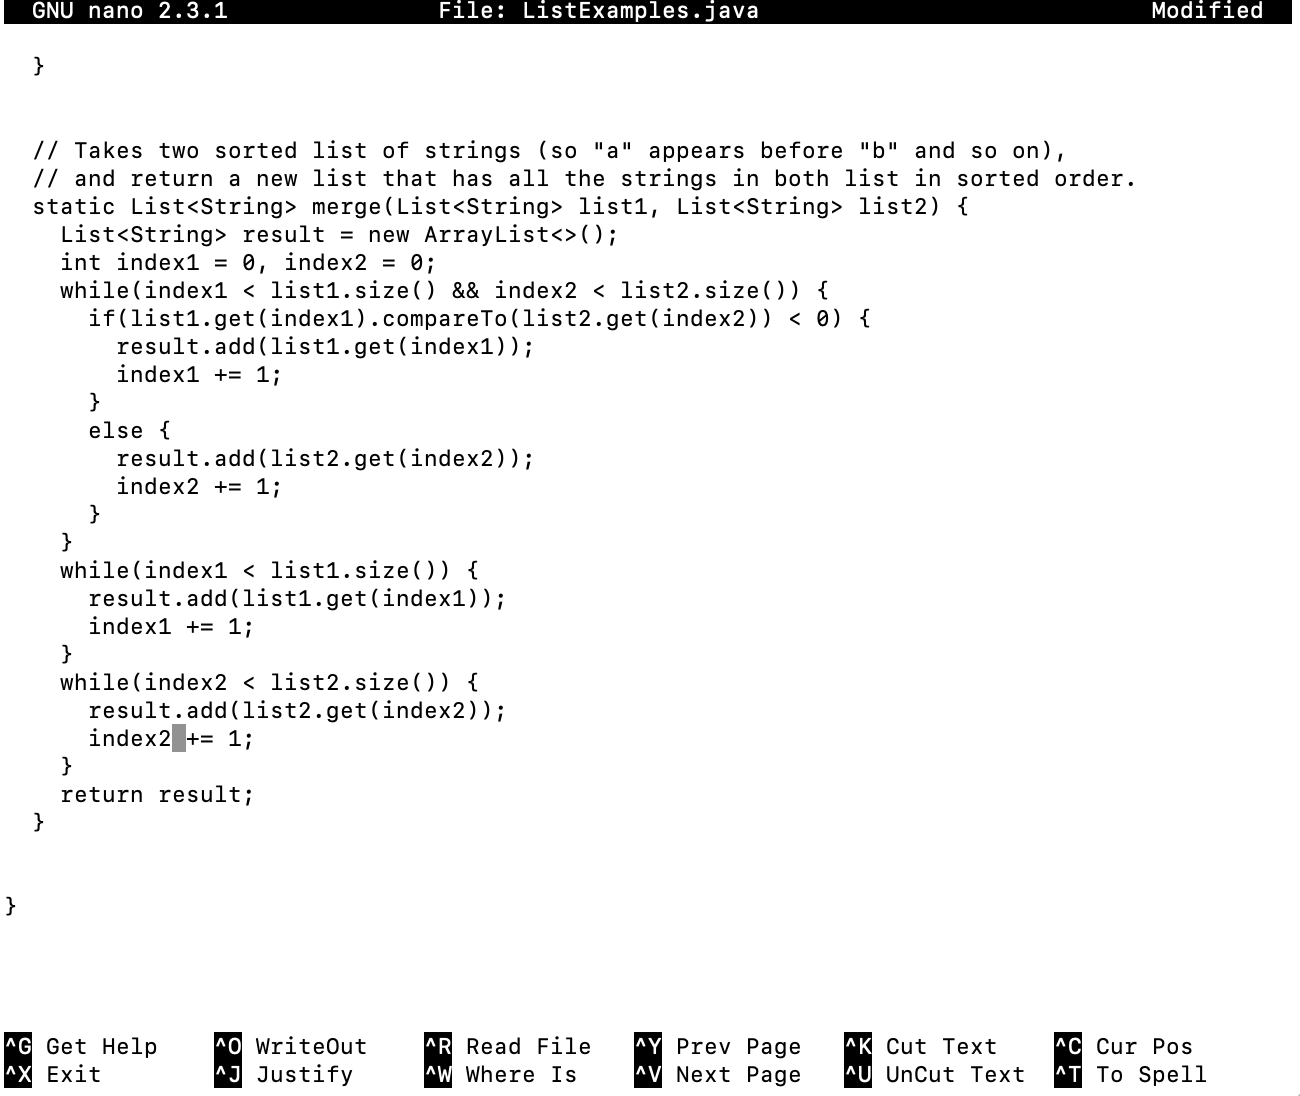 GNU nano 2.3.1 File: ListExamples.java Modified
  }
  // Takes two sorted list of strings (so "a" appears before "b" and so on),
  // and return a new list that has all the strings in both list in sorted order.
  static List<String> merge(List<String> list1, List<String> list2) {
    List<String> result = new ArrayList<>();
    int index1 = 0, index2 = 0;
    while(index1 < list1.size() && index2 < list2.size()) {
      if(list1.get(index1).compareTo(list2.get(index2)) < 0) {
        result.add(list1.get(index1));
        index1 += 1;
      }
      else {
        result.add(list2.get(index2));
        index2 += 1;
      }
    }
    while(index1 < list1.size()) {
      result.add(list1.get(index1));
      index1 += 1;
    }
    while(index2 < list2.size()) {
      result.add(list2.get(index2));
      index2 += 1;
    }
    return result;
  }
}
^G Get Help ^O WriteOut ^R Read File ^Y Prev Page ^K Cut Text ^C Cur Pos
^X Exit ^J Justify ^W Where Is ^V Next Page ^U UnCut Text ^T To Spell